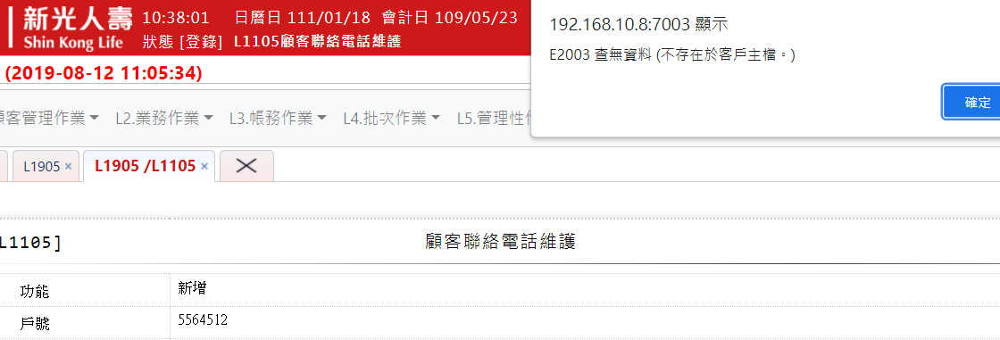 新光人壽
Shin Kong Life
10:38:01 日曆日 111/01/18 會計日 109/05/23
狀態 [登錄] L1105顧客聯絡電話維護
192.168.10.8:7003 顯示
E2003 查無資料 (不存在於客戶主檔。)
確定
(2019-08-12 11:05:34)
顧客管理作業 L2.業務作業 L3.帳務作業 L4.批次作業 L5.管理性作
L1905 × L1905 /L1105 ×
L1105] 顧客聯絡電話維護
功能 新增
戶號 5564512